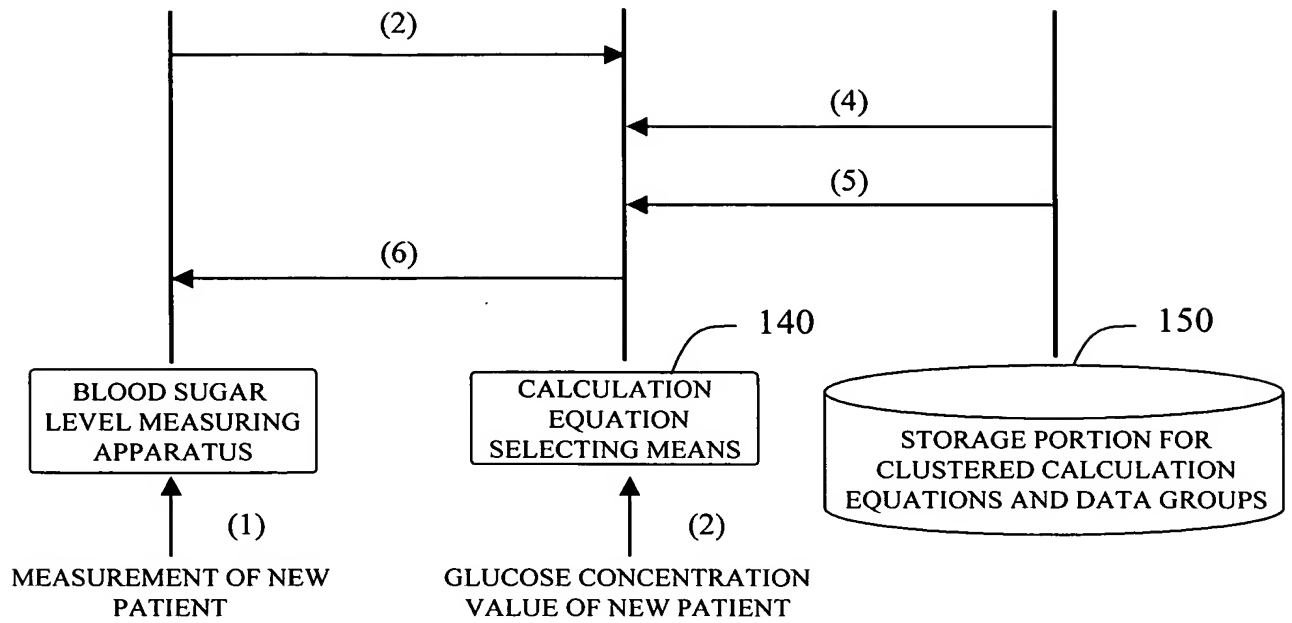 (2)
(4)
(5)
(6)
140
150
BLOOD SUGAR
LEVEL MEASURING
APPARATUS
CALCULATION
EQUATION
SELECTING MEANS
STORAGE PORTION FOR
CLUSTERED CALCULATION
EQUATIONS AND DATA GROUPS
(1)
(2)
MEASUREMENT OF NEW
PATIENT
GLUCOSE CONCENTRATION
VALUE OF NEW PATIENT